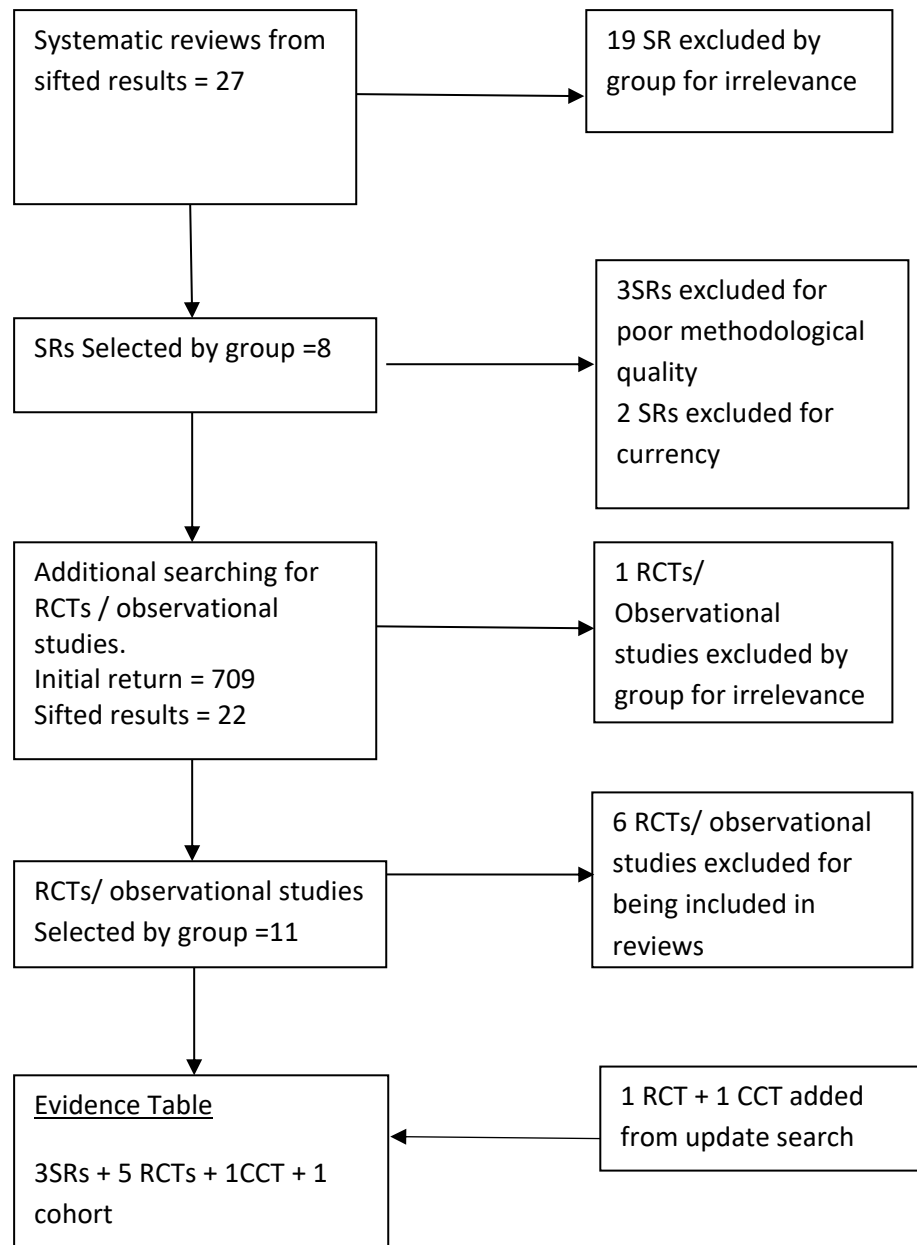 Systematic reviews from
sifted results = 27
19 SR excluded by
group for irrelevance
SRs Selected by group =8
3SRs excluded for
poor methodological
quality
2 SRs excluded for
currency
Additional searching for
RCTs / observational
studies.
Initial return = 709
Sifted results = 22
1 RCTs/
Observational
studies excluded by
group for irrelevance
RCTs/ observational studies
Selected by group =11
6 RCTs/ observational
studies excluded for
being included in
reviews
Evidence Table
3SRs + 5 RCTs + 1CCT + 1
cohort
1 RCT + 1 CCT added
from update search